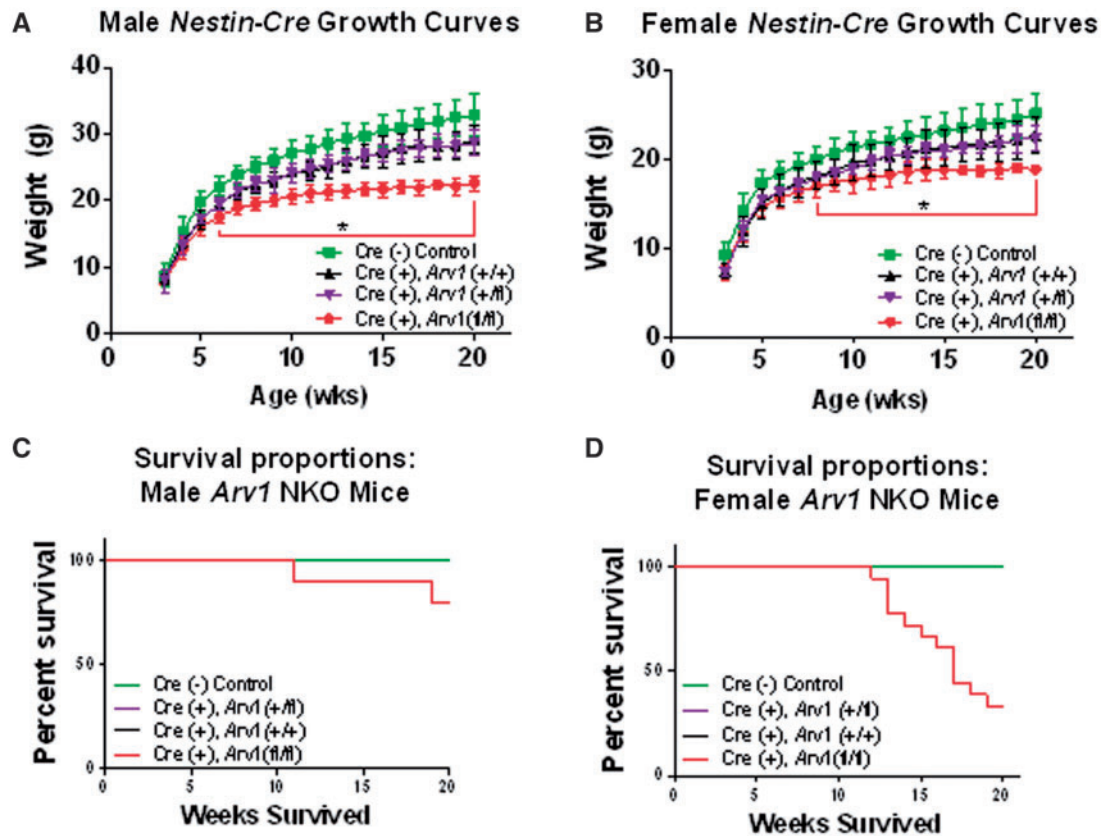 A
Male Nestin-Cre Growth Curves
Weight (g)
40
30
20
10
0
0 5 10 15 20
Age (wks)
*
Cre (-) Control
Cre (+), Arv1 (+/+)
Cre (+), Arv1 (+/fl)
Cre (+), Arv1(fl/fl)
B
Female Nestin-Cre Growth Curves
Weight (g)
30
20
10
0
0 5 10 15 20
Age (wks)
*
Cre (-) Control
Cre (+), Arv1 (+/+)
Cre (+), Arv1 (+/fl)
Cre (+), Arv1(fl/fl)
C
Survival proportions:
Male Arv1 NKO Mice
Percent survival
100
50
0
0 5 10 15 20
Weeks Survived
Cre (-) Control
Cre (+), Arv1 (+/fl)
Cre (+), Arv1 (+/+)
Cre (+), Arv1(fl/fl)
D
Survival proportions:
Female Arv1 NKO Mice
Percent survival
100
50
0
0 5 10 15 20
Weeks Survived
Cre (-) Control
Cre (+), Arv1 (+/fl)
Cre (+), Arv1 (+/+)
Cre (+), Arv1(fl/fl)